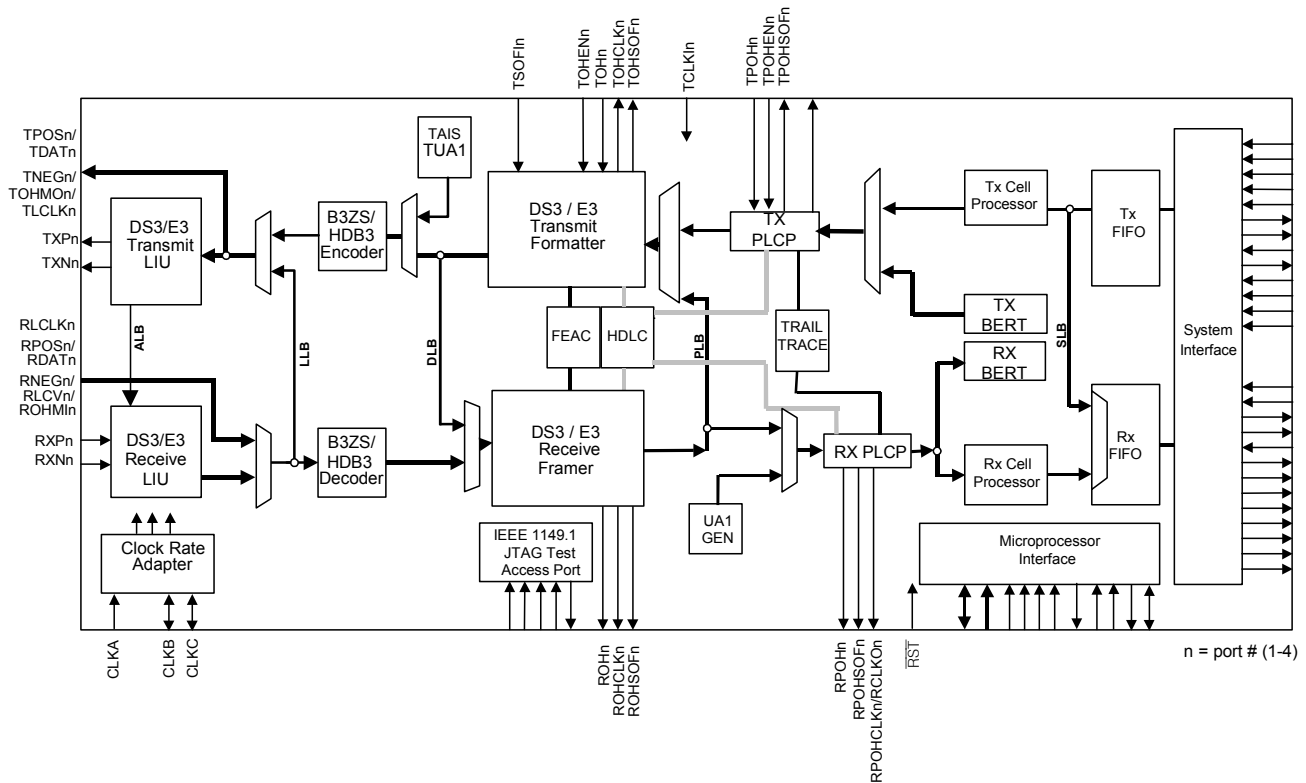 TSOFIn
TOHENn
TOHn
TOHCLKn
TOHSOFn
TCLKIn
TPOHn
TPOHENn
TPOHSOFn
TPOSn/
TDATn
TNEGn/
TOHMOn/
TLCLKn
TXPn
TXNn
RLCLKn
RPOSn/
RDATn
RNEGn/
RLCVn/
ROHMIn
RXPn
RXNn
TAIS
TUA1
DS3/E3
Transmit
LIU
B3ZS/
HDB3
Encoder
DS3 / E3
Transmit
Formatter
TX
PLCP
Tx Cell
Processor
Tx
FIFO
TX
BERT
RX
BERT
System
Interface
FEAC
HDLC
TRAIL
TRACE
ALB
LLB
DLB
PLB
SLB
DS3/E3
Receive
LIU
B3ZS/
HDB3
Decoder
DS3 / E3
Receive
Framer
RX PLCP
Rx Cell
Processor
Rx
FIFO
UA1
GEN
Clock Rate
Adapter
IEEE 1149.1
JTAG Test
Access Port
Microprocessor
Interface
CLKA
CLKB
CLKC
ROHn
ROHCLKn
ROHSOFn
RPOHn
RPOHSOFn
RPOHCLKn/RCLKOn
RST
n = port # (1-4)